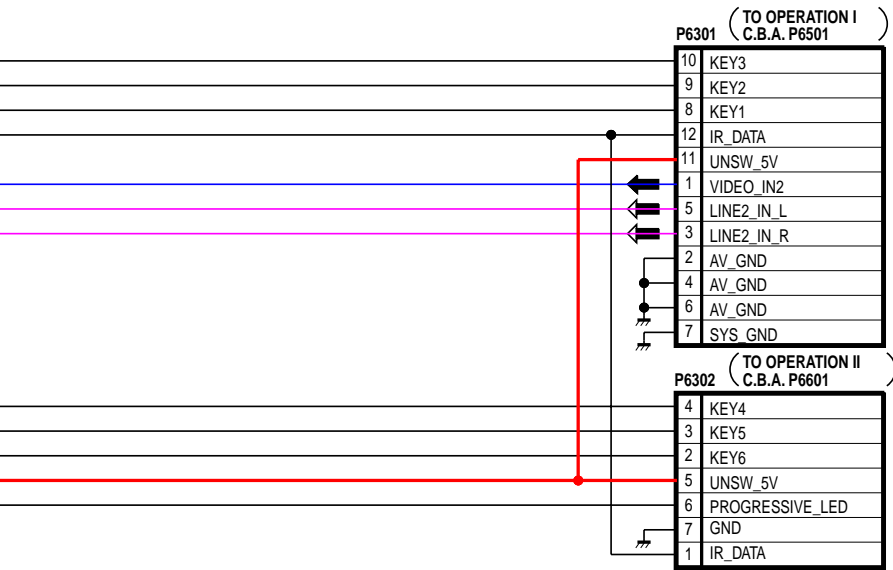 P6301 ( TO OPERATION I )
C.B.A. P6501
10 KEY3
9 KEY2
8 KEY1
12 IR_DATA
11 UNSW_5V
1 VIDEO_IN2
5 LINE2_IN_L
3 LINE2_IN_R
2 AV_GND
4 AV_GND
6 AV_GND
7 SYS_GND
P6302 ( TO OPERATION II )
C.B.A. P6601
4 KEY4
3 KEY5
2 KEY6
5 UNSW_5V
6 PROGRESSIVE_LED
7 GND
1 IR_DATA